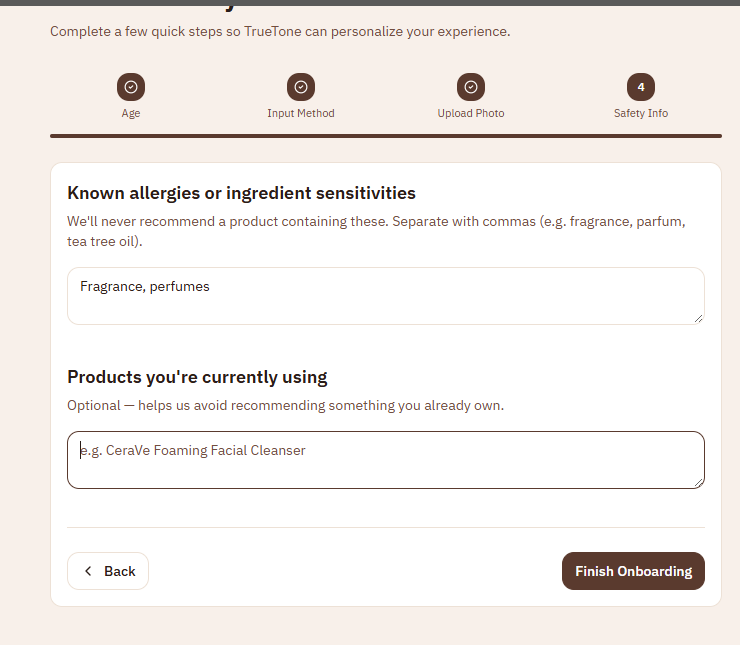 Complete a few quick steps so TrueTone can personalize your experience.
Age
Input Method
Upload Photo
4
Safety Info
Known allergies or ingredient sensitivities
We'll never recommend a product containing these. Separate with commas (e.g. fragrance, parfum,
tea tree oil).
Fragrance, perfumes
Products you're currently using
Optional — helps us avoid recommending something you already own.
e.g. CeraVe Foaming Facial Cleanser
Back
Finish Onboarding